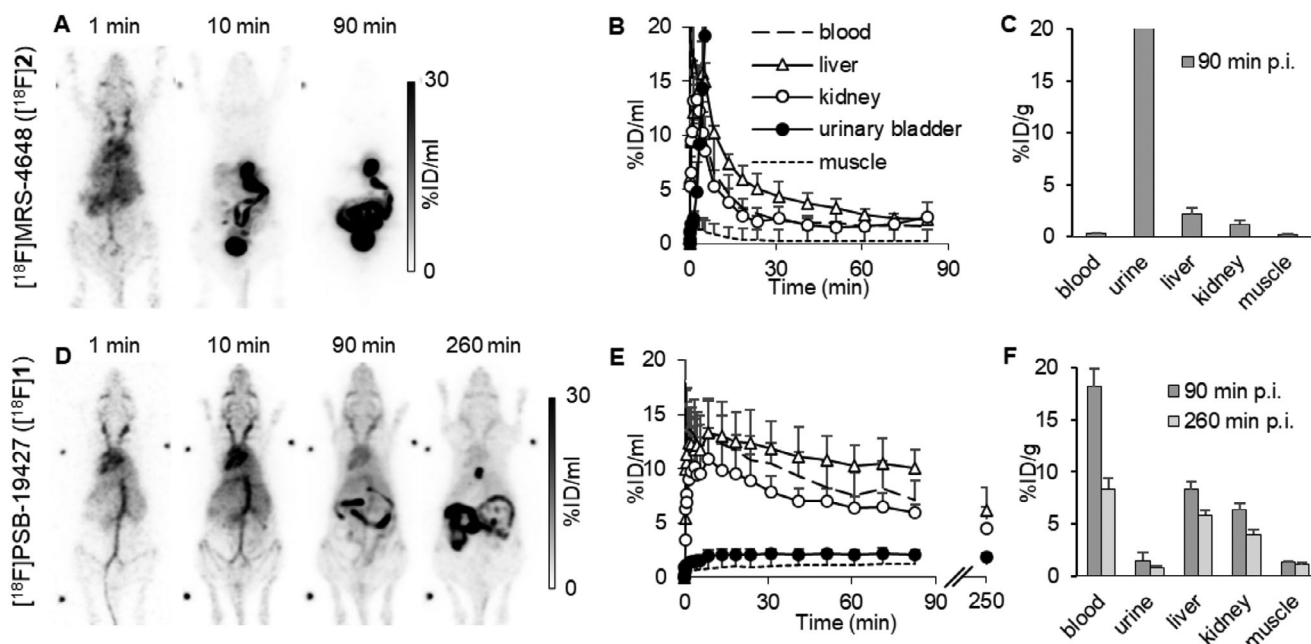 A 1 min 10 min 90 min
[¹⁸F]MRS-4648 ([¹⁸F]2)
30
%ID/ml
0
B
20
15
10
5
0
%ID/ml
blood
liver
kidney
urinary bladder
muscle
0 30 60 90
Time (min)
C
20
15
10
5
0
%ID/g
90 min p.i.
blood urine liver kidney muscle
D 1 min 10 min 90 min 260 min
[¹⁸F]PSB-19427 ([¹⁸F]1)
30
%ID/ml
0
E
20
15
10
5
0
%ID/ml
0 30 60 90 250
Time (min)
F
20
15
10
5
0
%ID/g
90 min p.i.
260 min p.i.
blood urine liver kidney muscle